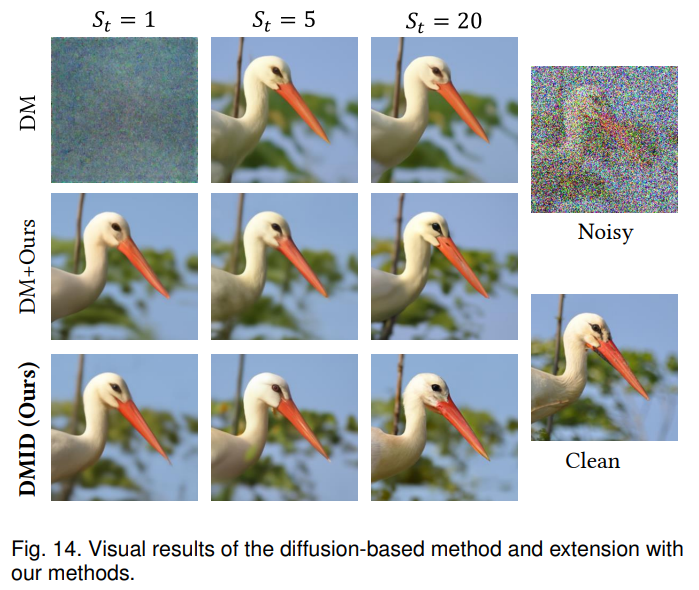 S_t = 1
S_t = 5
S_t = 20
DM
DM+Ours
DMID (Ours)
Noisy
Clean
Fig. 14. Visual results of the diffusion-based method and extension with
our methods.